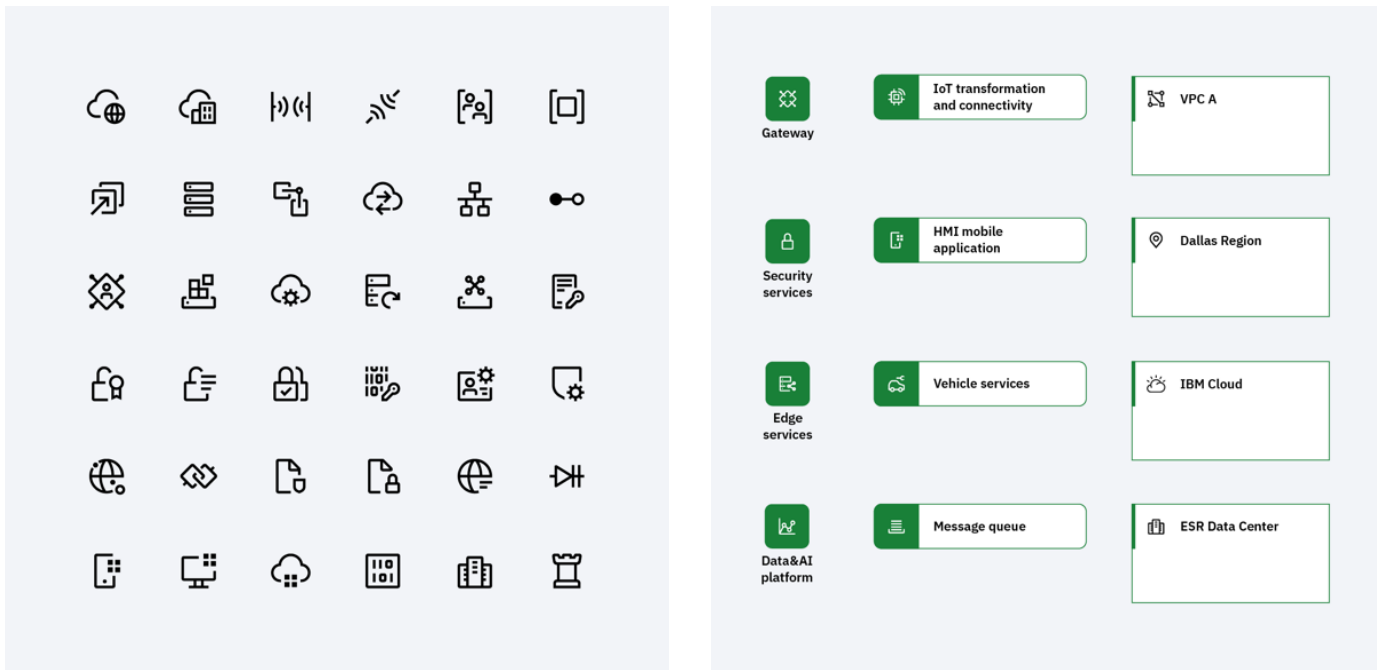 Gateway
IoT transformation
and connectivity
VPC A
Security
services
HMI mobile
application
Dallas Region
Edge
services
Vehicle services
IBM Cloud
Data&AI
platform
Message queue
ESR Data Center